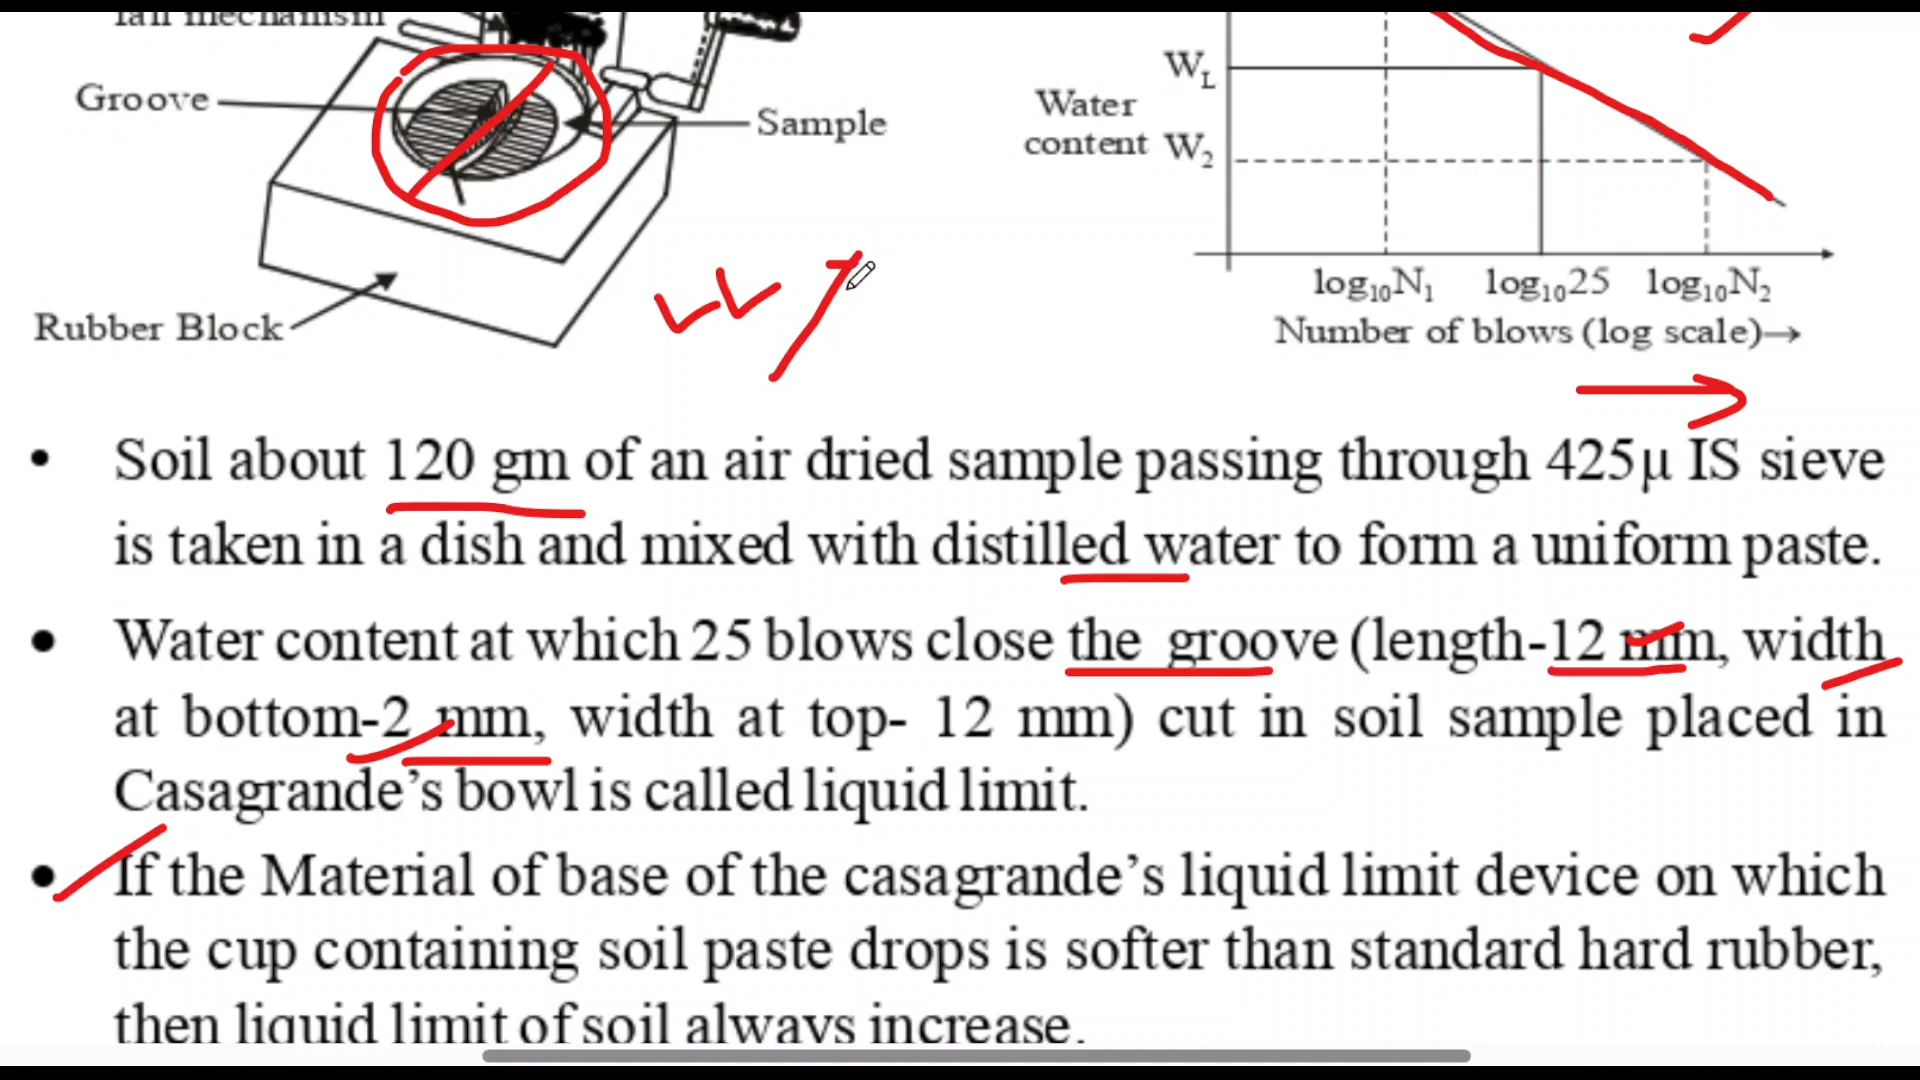 fall mechanism
Groove
Sample
Rubber Block
W_L
Water
content
W_2
log_10N_1 log_1025 log_10N_2
Number of blows (log scale)→
• Soil about 120 gm of an air dried sample passing through 425μ IS sieve
is taken in a dish and mixed with distilled water to form a uniform paste.
• Water content at which 25 blows close the groove (length-12 mm, width
at bottom-2 mm, width at top- 12 mm) cut in soil sample placed in
Casagrande’s bowl is called liquid limit.
• If the Material of base of the casagrande’s liquid limit device on which
the cup containing soil paste drops is softer than standard hard rubber,
then liquid limit of soil always increase.